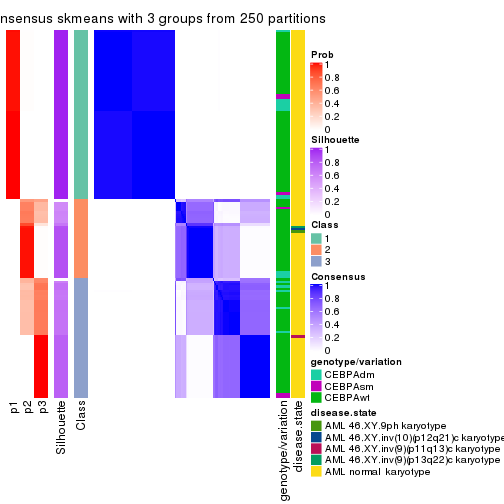 nsensus skmeans with 3 groups from 250 partitions
Prob
1
0.8
0.6
0.4
0.2
0
Silhouette
1
0.8
0.6
0.4
0.2
0
Class
1
2
3
Consensus
1
0.8
0.6
0.4
0.2
0
genotype/variation
CEBPAdm
CEBPAsm
CEBPAwt
disease.state
AML 46.XY.9ph karyotype
AML 46.XY.inv(10)(p12q21)c karyotype
AML 46.XY.inv(9)(p11q13)c karyotype
AML 46.XY.inv(9)(p13q22)c karyotype
AML normal karyotype
p1
p2
p3
Silhouette
Class
genotype/variation
disease.state